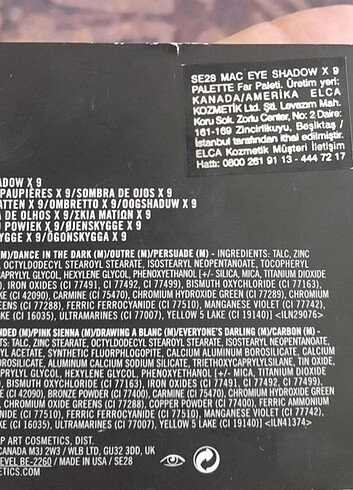 SE28 MAC EYE SHADOW X 9
PALETTE Far Paleti. Üretim yeri:
KANADA/AMERİKA ELCA
KOZMETİK Ltd. Şti. Levazım Mah.
Koru Sok. Zorlu Center, No: 2 Daire:
161-169 Zincirlikuyu, Beşiktaş /
İstanbul tarafından ithal edilmiştir.
ELCA Kozmetik Müşteri İletişim
Hattı: 0800 261 91 13 - 444 72 17
ADOW X 9
PAUPIÈRES X 9/SOMBRA DE OJOS X 9
ATTEN X 9/OMBRETTO X 9/OOGSHADUW X 9
A DE OLHOS X 9/ΣΚΙΑ ΜΑΤΙΩΝ X 9
POWIEK X 9/ØJENSKYGGE X 9
YGGE X 9/ÖGONSKYGGA X 9
(M)/DANCE IN THE DARK (M)/OUTRE (M)/PERSUADE (M) - INGREDIENTS: TALC, ZINC
, OCTYLDODECYL STEAROYL STEARATE, ISOSTEARYL NEOPENTANOATE, TOCOPHERYL
CAPRYLYL GLYCOL, HEXYLENE GLYCOL, PHENOXYETHANOL [+/- SILICA, MICA, TITANIUM DIOXIDE
), IRON OXIDES (CI 77491, CI 77492, CI 77499), BISMUTH OXYCHLORIDE (CI 77163),
KE (CI 42090), CARMINE (CI 75470), CHROMIUM HYDROXIDE GREEN (CI 77289), CHROMIUM
EENS (CI 77288), FERRIC FERROCYANIDE (CI 77510), MANGANESE VIOLET (CI 77742),
CI 16035), ULTRAMARINES (CI 77007), YELLOW 5 LAKE (CI 19140)] <ILN29076>
NDED (M)/PINK SIENNA (M)/DRAWING A BLANC (M)/EVERYONE'S DARLING (M)/CARBON (M) -
NTS: TALC, ZINC STEARATE, OCTYLDODECYL STEAROYL STEARATE, ISOSTEARYL NEOPENTANOATE,
YL ACETATE, SYNTHETIC FLUORPHLOGOPITE, CALCIUM ALUMINUM BOROSILICATE, CALCIUM
OROSILICATE, ALUMINUM CALCIUM SODIUM SILICATE, TRIETHOXYCAPRYLYLSILANE, TIN OXIDE,
APRYLYL GLYCOL, HEXYLENE GLYCOL, PHENOXYETHANOL [+/- MICA, TITANIUM DIOXIDE
), BISMUTH OXYCHLORIDE (CI 77163), IRON OXIDES (CI 77491, CI 77492, CI 77499),
E (CI 42090), BRONZE POWDER (CI 77400), CARMINE (CI 75470), CHROMIUM HYDROXIDE GREEN
), CHROMIUM OXIDE GREENS (CI 77288), COPPER POWDER (CI 77400), FERRIC AMMONIUM
IDE (CI 77510), FERRIC FERROCYANIDE (CI 77510), MANGANESE VIOLET (CI 77742),
(CI 16035), ULTRAMARINES (CI 77007), YELLOW 5 LAKE (CI 19140)] <ILN41374>
P ART COSMETICS, DIST.
CANADA M3J 2W3 / WLB LTD, GU32 3DD, UK
EVEL BE-2260 / MADE IN USA / SE28
METICS.COM